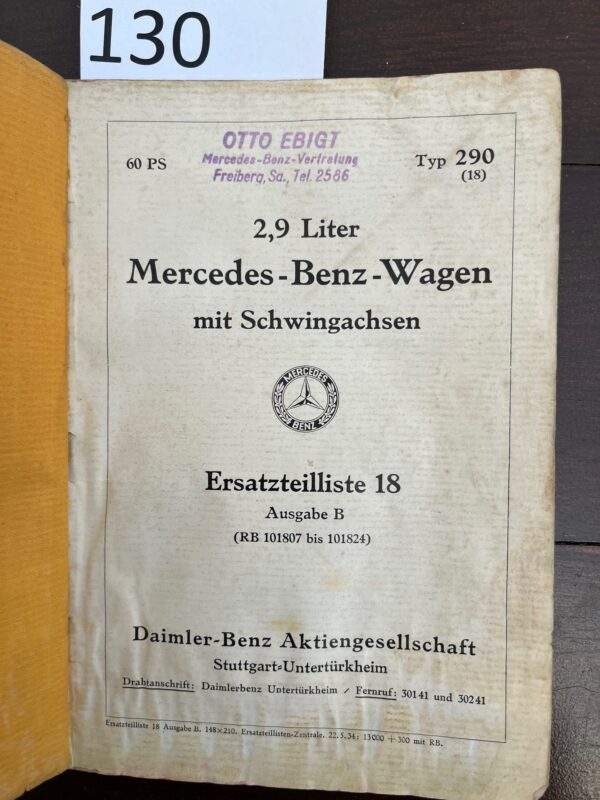 130
OTTO EBIGT
Mercedes-Benz-Vertretung
Freiberg, Sa., Tel. 2586
60 PS
Typ 290
(18)
2,9 Liter
Mercedes-Benz-Wagen
mit Schwingachsen
MERCEDES
BENZ
Ersatzteilliste 18
Ausgabe B
(RB 101807 bis 101824)
Daimler-Benz Aktiengesellschaft
Stuttgart-Untertürkheim
Drahtanschrift: Daimlerbenz Untertürkheim / Fernruf: 30141 und 30241
Ersatzteilliste 18 Ausgabe B. 148×210. Ersatzteillisten-Zentrale. 22.5.34: 13000 + 300 mit RB.